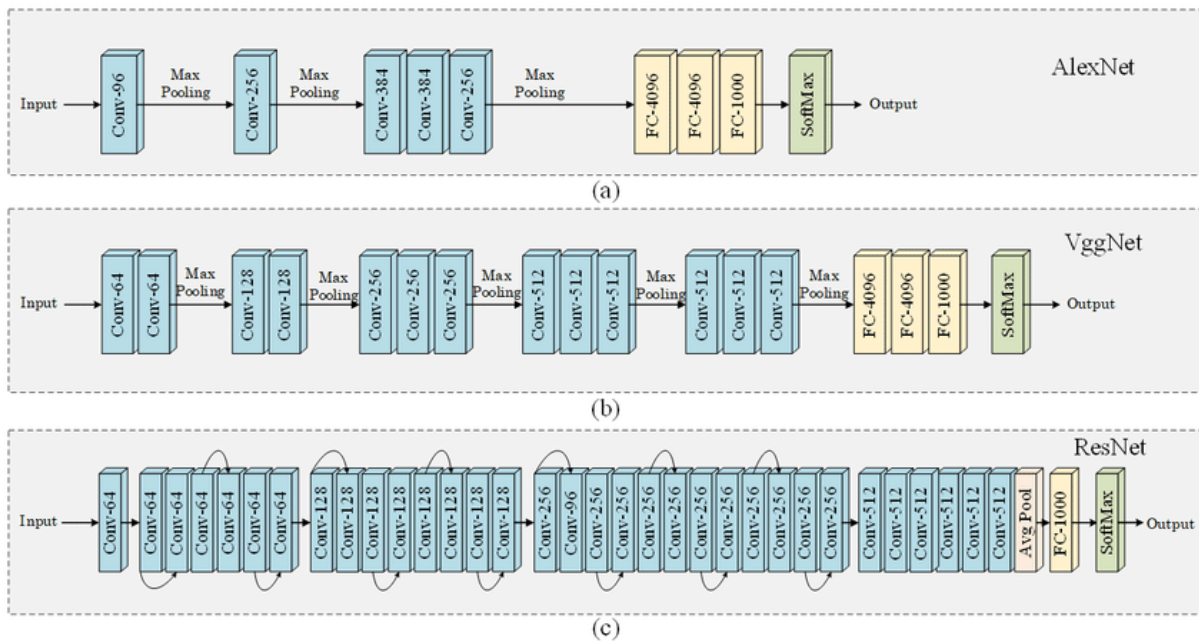 AlexNet
Input
Conv-96
Max
Pooling
Conv-256
Max
Pooling
Conv-384
Conv-384
Conv-256
Max
Pooling
FC-4096
FC-4096
FC-1000
SoftMax
Output
(a)
VggNet
Input
Conv-64
Conv-64
Max
Pooling
Conv-128
Conv-128
Max
Pooling
Conv-256
Conv-256
Conv-256
Max
Pooling
Conv-512
Conv-512
Conv-512
Max
Pooling
Conv-512
Conv-512
Conv-512
Max
Pooling
FC-4096
FC-4096
FC-1000
SoftMax
Output
(b)
ResNet
Input
Conv-64
Conv-64
Conv-64
Conv-64
Conv-64
Conv-64
Conv-64
Conv-128
Conv-128
Conv-128
Conv-128
Conv-128
Conv-128
Conv-128
Conv-128
Conv-256
Conv-96
Conv-256
Conv-256
Conv-256
Conv-256
Conv-256
Conv-256
Conv-256
Conv-256
Conv-256
Conv-256
Conv-512
Conv-512
Conv-512
Conv-512
Conv-512
Conv-512
Avg Pool
FC-1000
SoftMax
Output
(c)